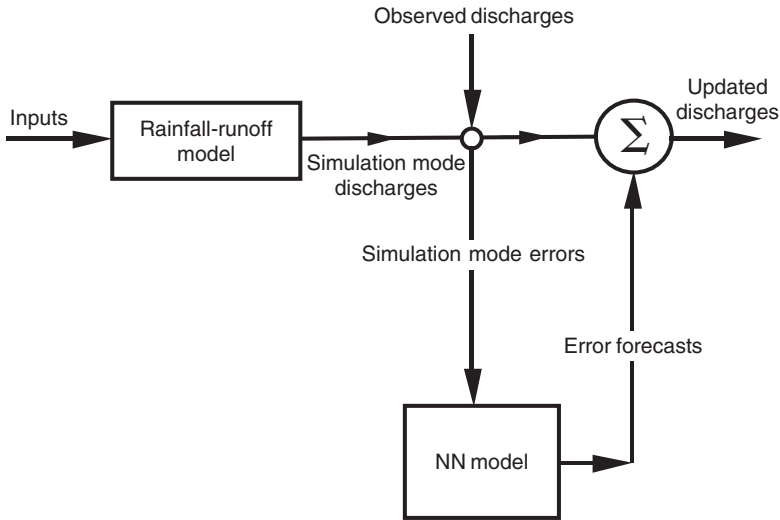 Observed discharges
Inputs
Rainfall-runoff
model
Simulation mode
discharges
Σ
Updated
discharges
Simulation mode errors
Error forecasts
NN model